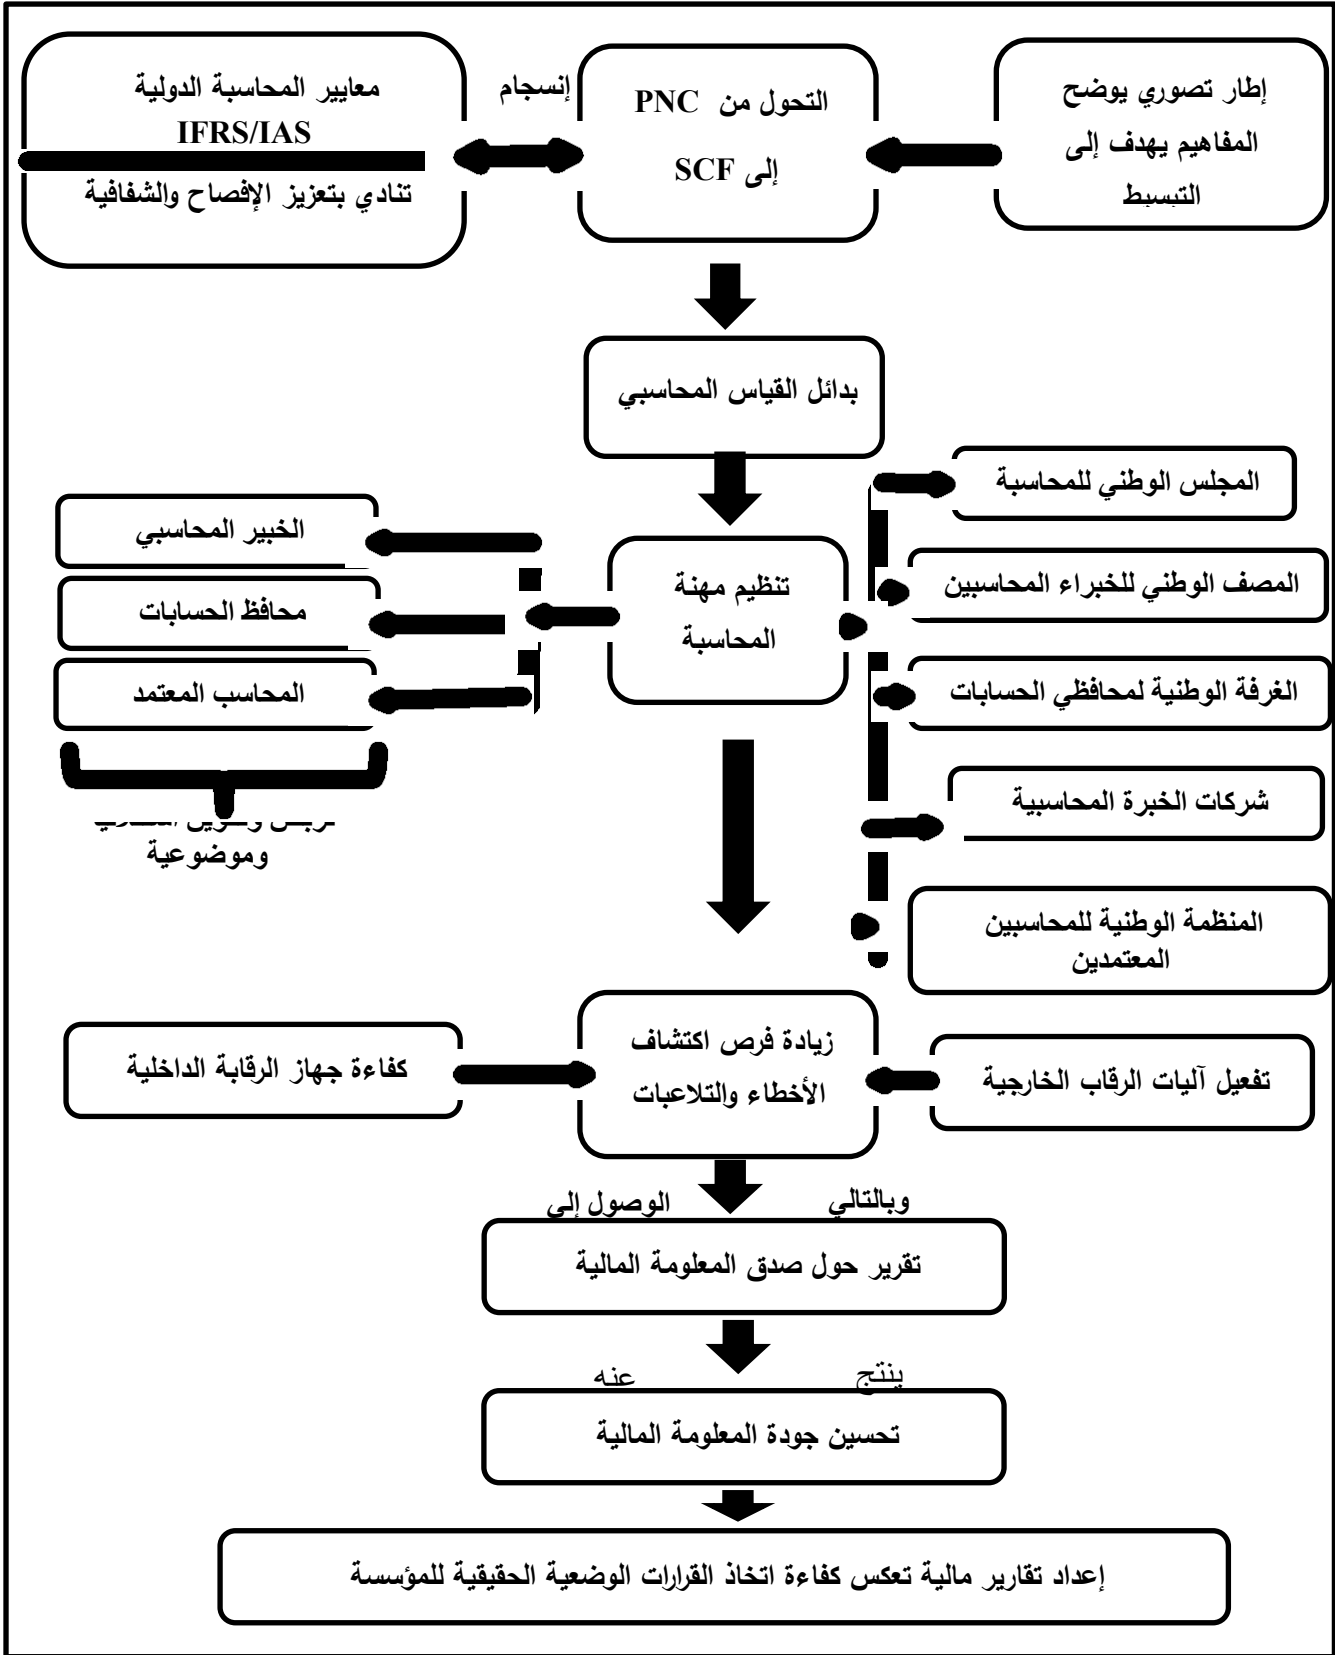 إطار تصوري يوضح
المفاهيم يهدف إلى
التبسيط
التحول من PNC
إلى SCF
إنسجام
معايير المحاسبة الدولية
IFRS/IAS
تنادي بتعزيز الإفصاح والشفافية
بدائل القياس المحاسبي
المجلس الوطني للمحاسبة
المصف الوطني للخبراء المحاسبين
الغرفة الوطنية لمحافظي الحسابات
شركات الخبرة المحاسبية
المنظمة الوطنية للمحاسبين
المعتمدين
تنظيم مهنة
المحاسبة
الخبير المحاسبي
محافظ الحسابات
المحاسب المعتمد
وموضوعية
تفعيل آليات الرقاب الخارجية
زيادة فرص اكتشاف
الأخطاء والتلاعبات
كفاءة جهاز الرقابة الداخلية
وبالتالي الوصول إلى
تقرير حول صدق المعلومة المالية
ينتج عنه
تحسين جودة المعلومة المالية
إعداد تقارير مالية تعكس كفاءة اتخاذ القرارات الوضعية الحقيقية للمؤسسة